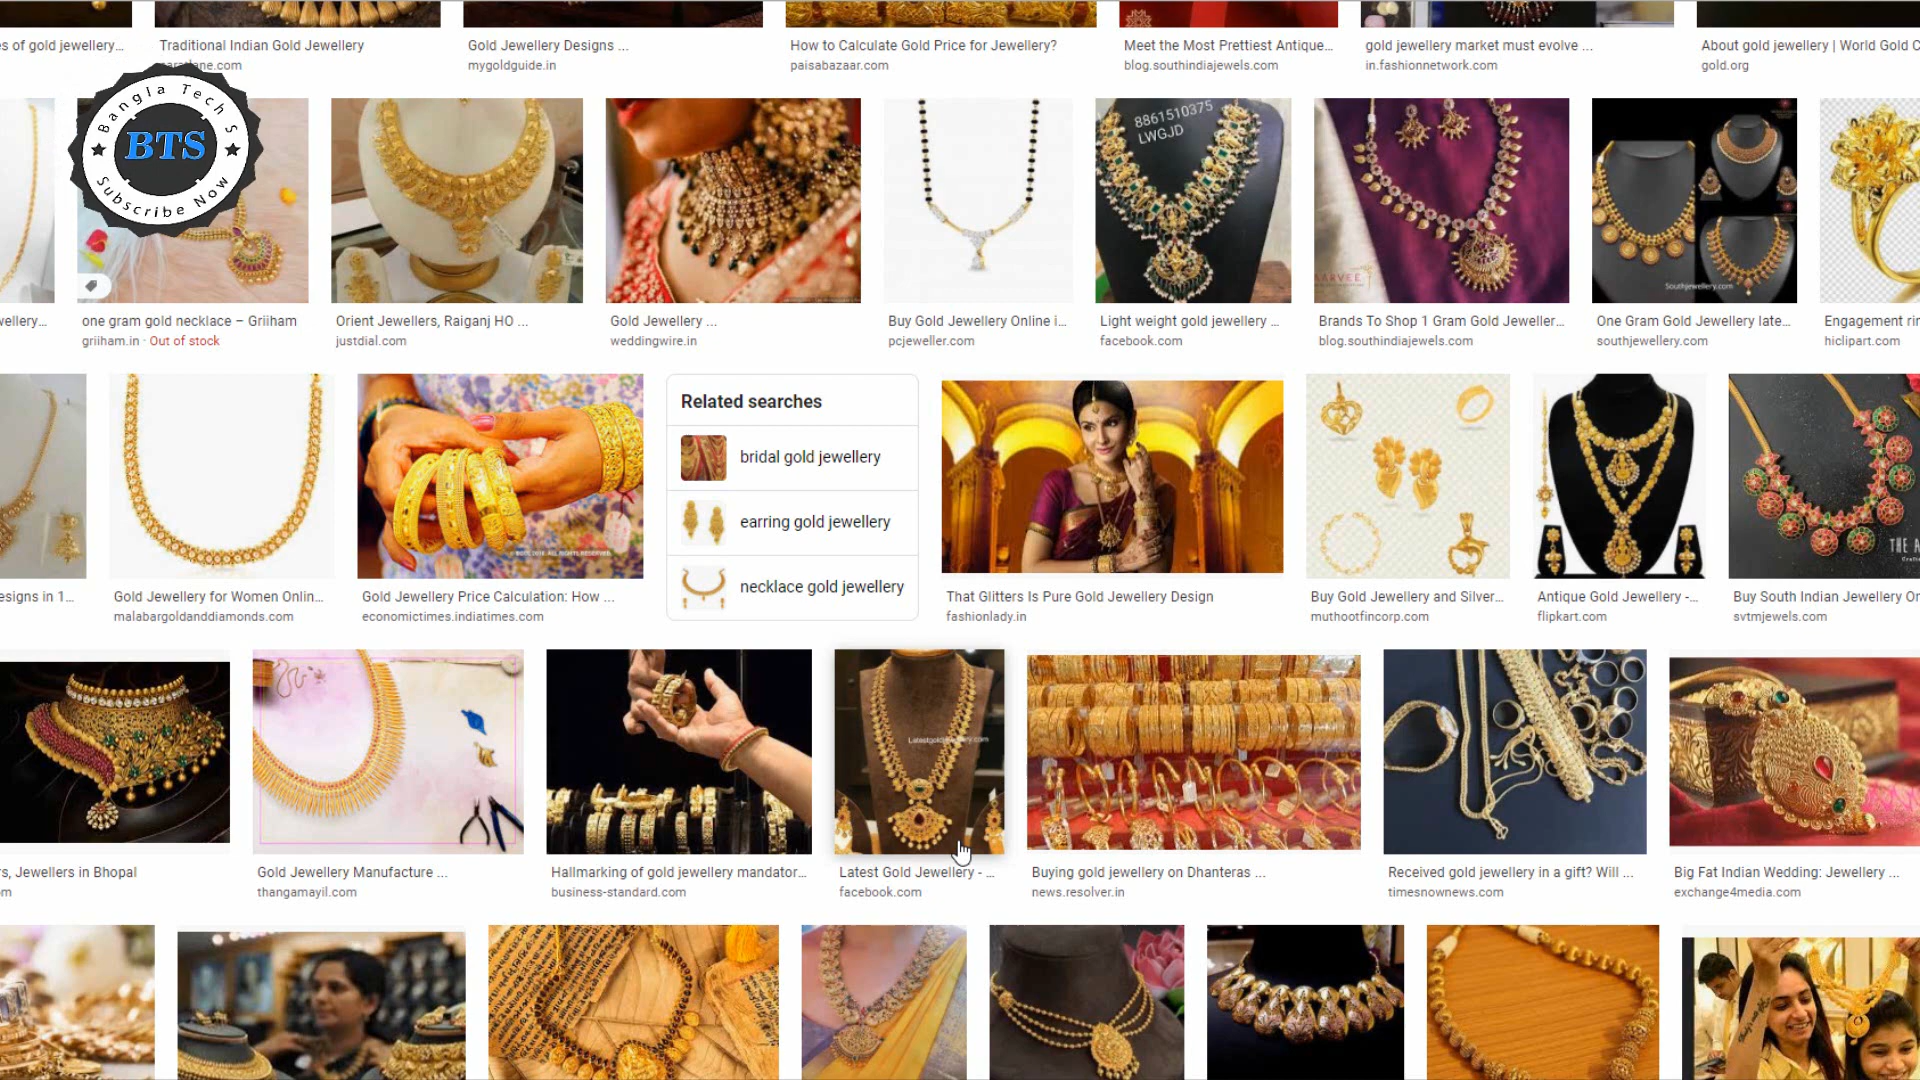 s of gold jewellery...
Traditional Indian Gold Jewellery
Gold Jewellery Designs ...
How to Calculate Gold Price for Jewellery?
Meet the Most Prettiest Antique...
gold jewellery market must evolve ...
About gold jewellery | World Gold C
mygoldguide.in
paisabazaar.com
blog.southindiajewels.com
in.fashionnetwork.com
gold.org
Bangla Tech S
BTS
Subscribe Now
8861510375
LWGJD
Southjewellery.com
wellery...
one gram gold necklace – Griiham
Orient Jewellers, Raiganj HO ...
Gold Jewellery ...
Buy Gold Jewellery Online i...
Light weight gold jewellery ...
Brands To Shop 1 Gram Gold Jeweller...
One Gram Gold Jewellery late...
Engagement rin
griiham.in · Out of stock
justdial.com
weddingwire.in
pcjeweller.com
facebook.com
blog.southindiajewels.com
southjewellery.com
hiclipart.com
Related searches
bridal gold jewellery
earring gold jewellery
necklace gold jewellery
THE A
esigns in 1...
Gold Jewellery for Women Onlin...
Gold Jewellery Price Calculation: How ...
That Glitters Is Pure Gold Jewellery Design
Buy Gold Jewellery and Silver...
Antique Gold Jewellery -...
Buy South Indian Jewellery On
malabargoldanddiamonds.com
economictimes.indiatimes.com
fashionlady.in
muthootfincorp.com
flipkart.com
svtmjewels.com
rs, Jewellers in Bhopal
Gold Jewellery Manufacture ...
Hallmarking of gold jewellery mandator...
Latest Gold Jewellery - ...
Buying gold jewellery on Dhanteras ...
Received gold jewellery in a gift? Will ...
Big Fat Indian Wedding: Jewellery ...
om
thangamayil.com
business-standard.com
facebook.com
news.resolver.in
timesnownews.com
exchange4media.com